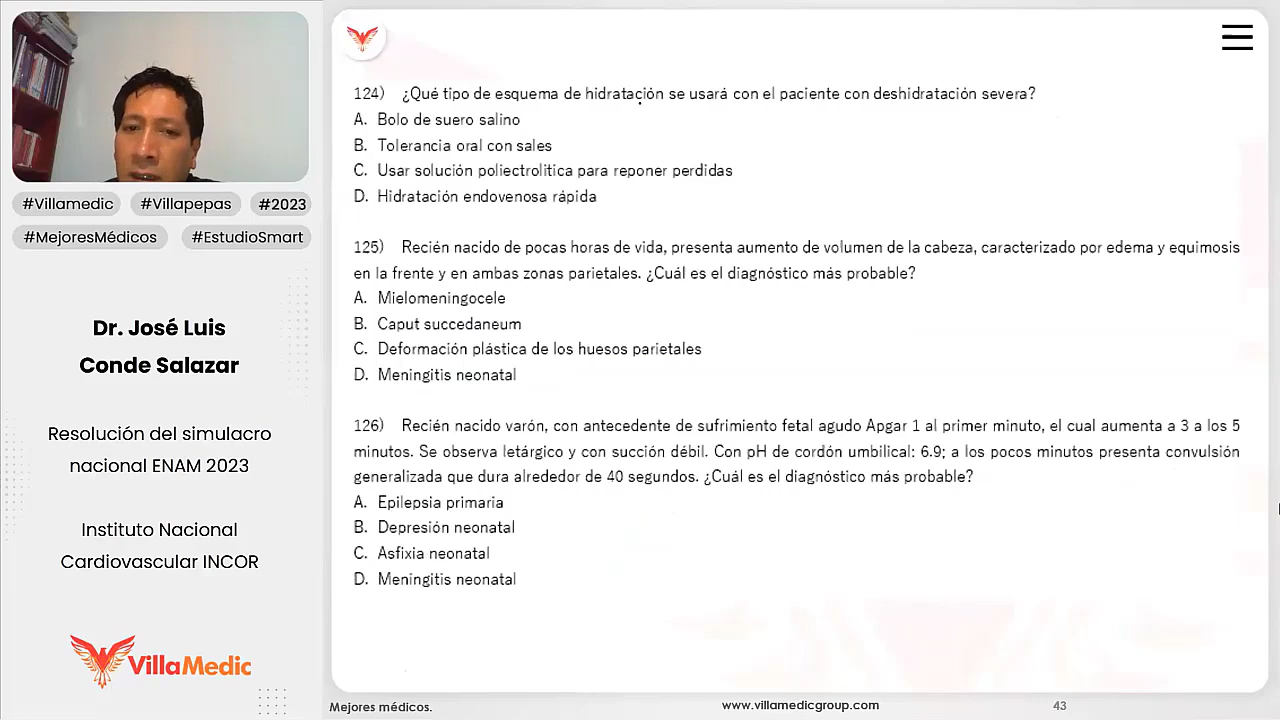 #Villamedic #Villapepas #2023
#MejoresMédicos #EstudioSmart
Dr. José Luis
Conde Salazar
Resolución del simulacro
nacional ENAM 2023
Instituto Nacional
Cardiovascular INCOR
VillaMedic
124) ¿Qué tipo de esquema de hidratación se usará con el paciente con deshidratación severa?
A. Bolo de suero salino
B. Tolerancia oral con sales
C. Usar solución poliectrolitica para reponer perdidas
D. Hidratación endovenosa rápida
125) Recién nacido de pocas horas de vida, presenta aumento de volumen de la cabeza, caracterizado por edema y equimosis
en la frente y en ambas zonas parietales. ¿Cuál es el diagnóstico más probable?
A. Mielomeningocele
B. Caput succedaneum
C. Deformación plástica de los huesos parietales
D. Meningitis neonatal
126) Recién nacido varón, con antecedente de sufrimiento fetal agudo Apgar 1 al primer minuto, el cual aumenta a 3 a los 5
minutos. Se observa letárgico y con succión débil. Con pH de cordón umbilical: 6.9; a los pocos minutos presenta convulsión
generalizada que dura alrededor de 40 segundos. ¿Cuál es el diagnóstico más probable?
A. Epilepsia primaria
B. Depresión neonatal
C. Asfixia neonatal
D. Meningitis neonatal
Mejores médicos. www.villamedicgroup.com 43